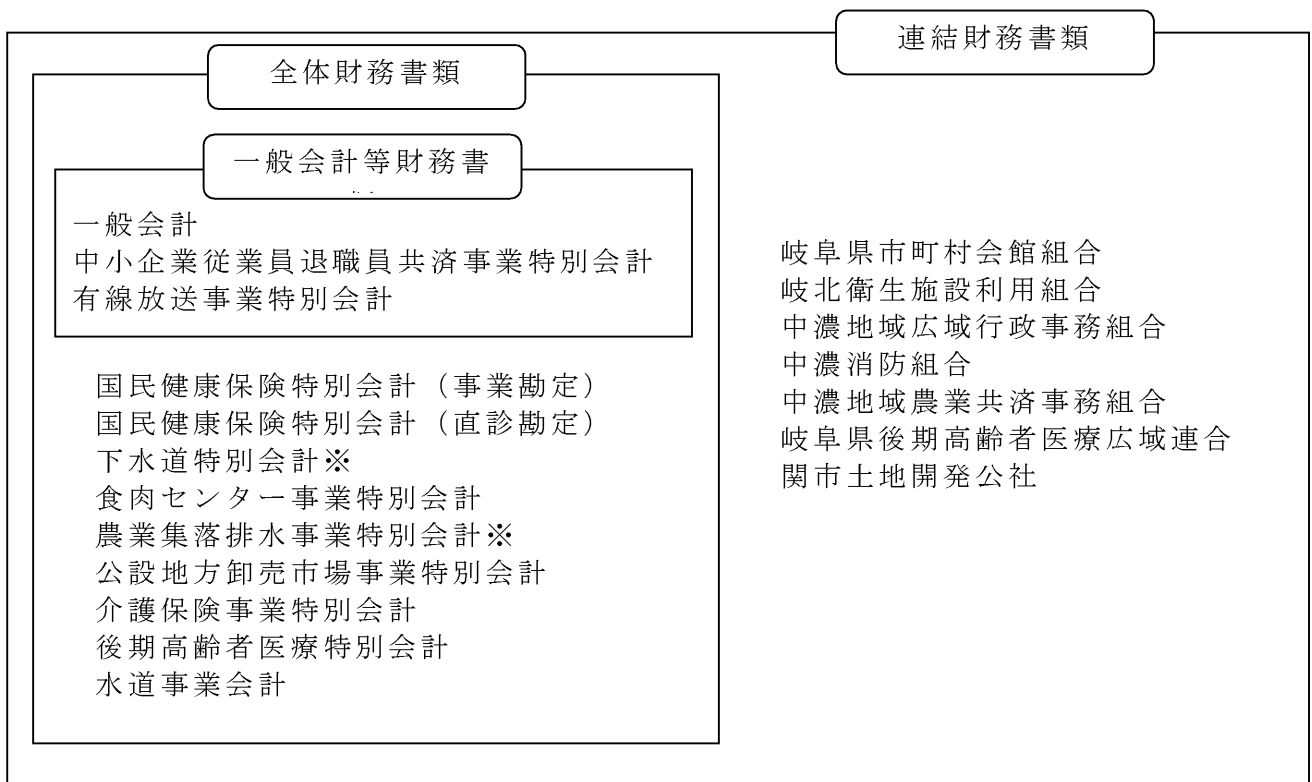 連結財務書類
全体財務書類
一般会計等財務書
一般会計
中小企業従業員退職員共済事業特別会計
有線放送事業特別会計
国民健康保険特別会計（事業勘定）
国民健康保険特別会計（直診勘定）
下水道特別会計※
食肉センター事業特別会計
農業集落排水事業特別会計※
公設地方卸売市場事業特別会計
介護保険事業特別会計
後期高齢者医療特別会計
水道事業会計
岐阜県市町村会館組合
岐北衛生施設利用組合
中濃地域広域行政事務組合
中濃消防組合
中濃地域農業共済事務組合
岐阜県後期高齢者医療広域連合
関市土地開発公社